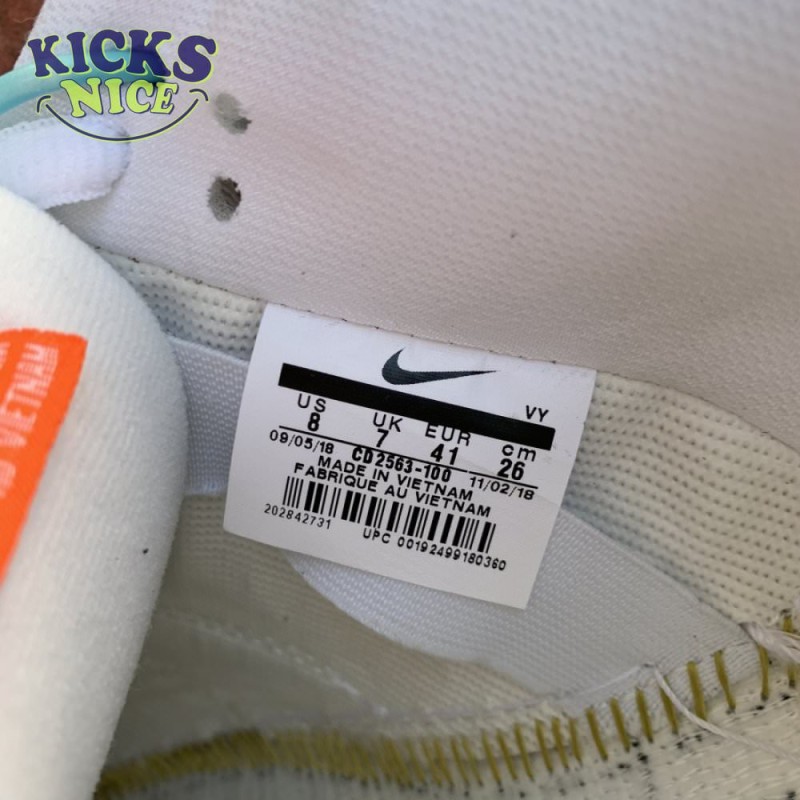 KICKS
NICE
VIETNAM
VY
US UK EUR cm
8 7 41 26
09/05/18 CD2563-100 11/02/18
MADE IN VIETNAM
FABRIQUE AU VIETNAM
202842731
UPC 00192499180360